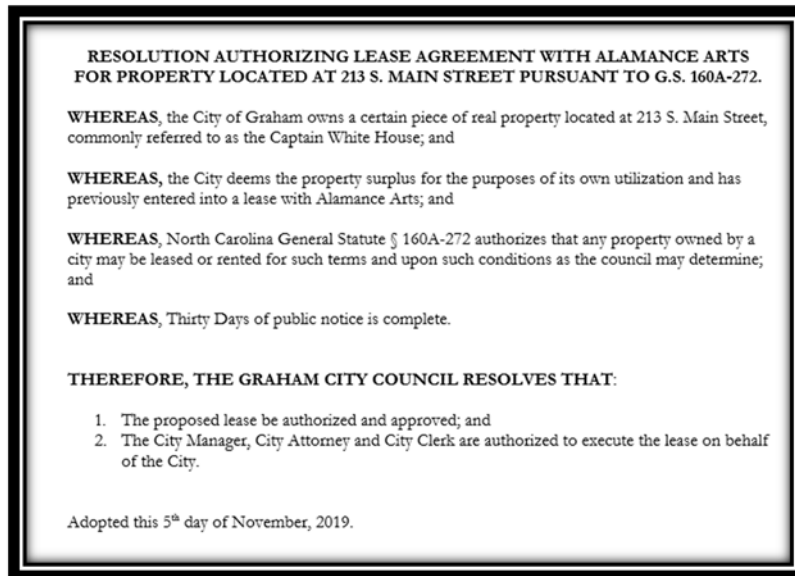 RESOLUTION AUTHORIZING LEASE AGREEMENT WITH ALAMANCE ARTS
FOR PROPERTY LOCATED AT 213 S. MAIN STREET PURSUANT TO G.S. 160A-272.
WHEREAS, the City of Graham owns a certain piece of real property located at 213 S. Main Street,
commonly referred to as the Captain White House; and
WHEREAS, the City deems the property surplus for the purposes of its own utilization and has
previously entered into a lease with Alamance Arts; and
WHEREAS, North Carolina General Statute § 160A-272 authorizes that any property owned by a
city may be leased or rented for such terms and upon such conditions as the council may determine;
and
WHEREAS, Thirty Days of public notice is complete.
THEREFORE, THE GRAHAM CITY COUNCIL RESOLVES THAT:
1. The proposed lease be authorized and approved; and
2. The City Manager, City Attorney and City Clerk are authorized to execute the lease on behalf
of the City.
Adopted this 5th day of November, 2019.